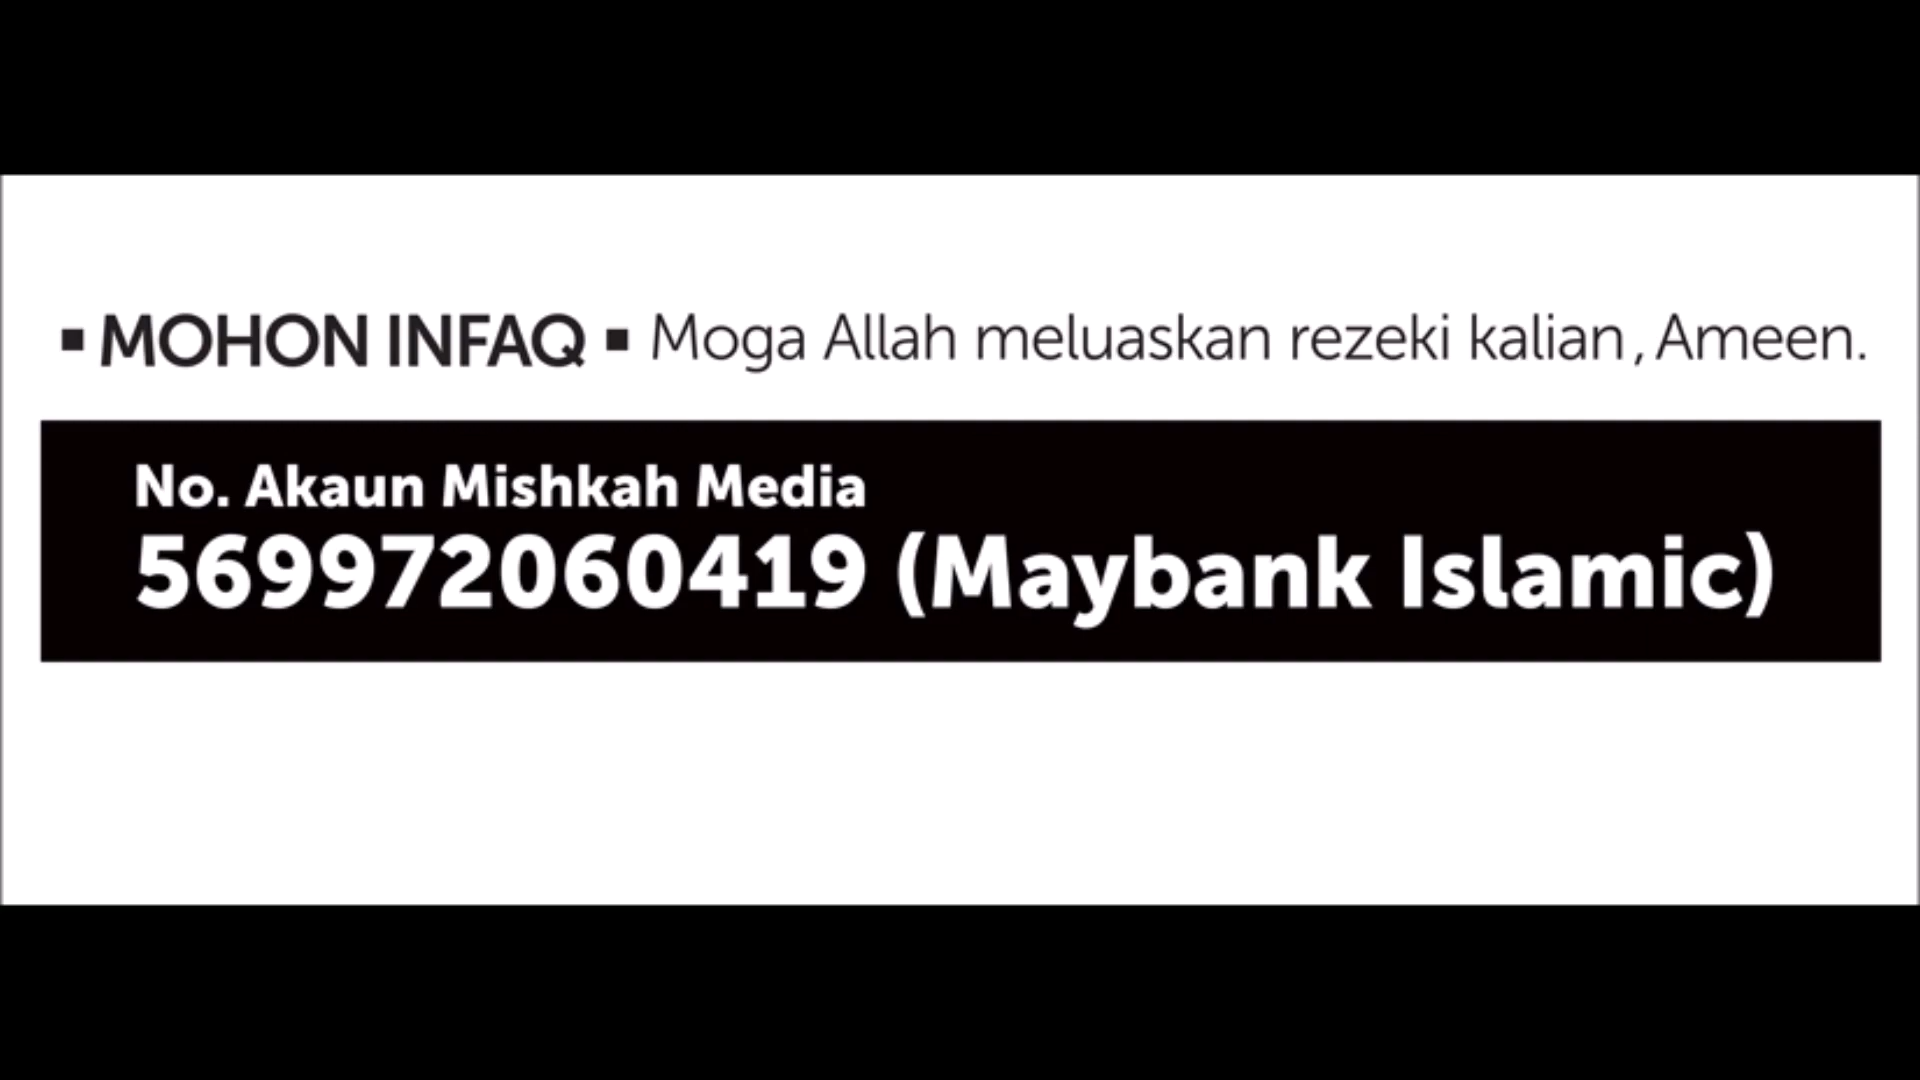 ▪ MOHON INFAQ ▪ Moga Allah meluaskan rezeki kalian, Ameen.
No. Akaun Mishkah Media
569972060419 (Maybank Islamic)